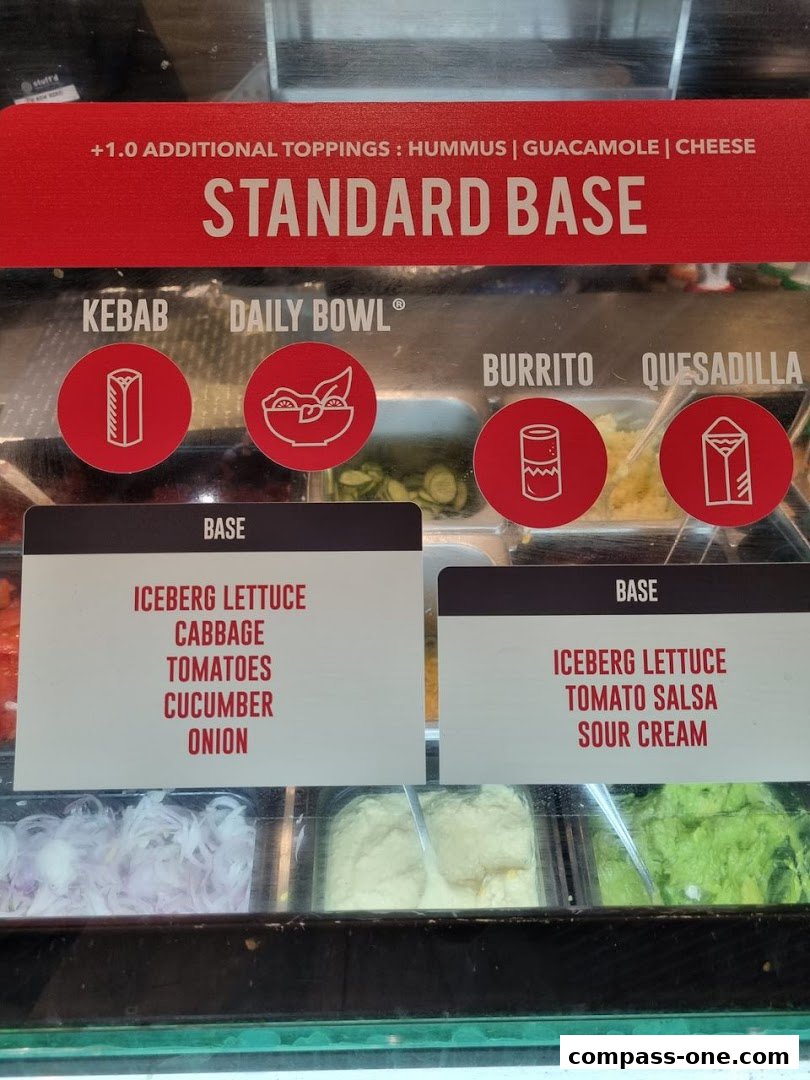 stuff'd
+1.0 ADDITIONAL TOPPINGS : HUMMUS | GUACAMOLE | CHEESE
STANDARD BASE
KEBAB
DAILY BOWL®
BURRITO
QUESADILLA
BASE
ICEBERG LETTUCE
CABBAGE
TOMATOES
CUCUMBER
ONION
BASE
ICEBERG LETTUCE
TOMATO SALSA
SOUR CREAM
compass-one.com